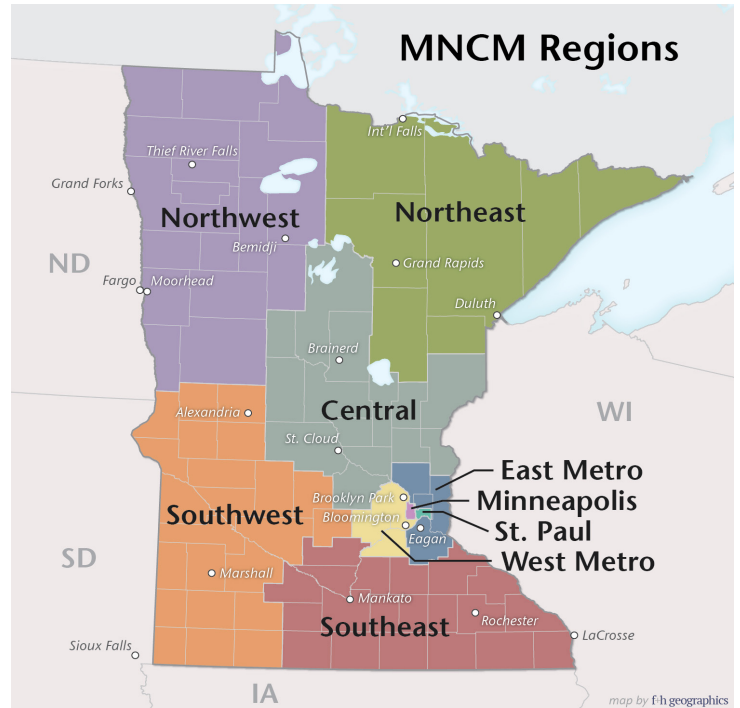 MNCM Regions
Int'l Falls
Thief River Falls
Grand Forks
Northwest
Northeast
Bemidji
ND
Grand Rapids
Fargo
Moorhead
Duluth
Brainerd
Alexandria
Central
WI
St. Cloud
East Metro
Brooklyn Park
Minneapolis
Southwest
Bloomington
St. Paul
Eagan
West Metro
SD
Marshall
Mankato
Southeast
Rochester
LaCrosse
Sioux Falls
IA
map by f+h geographics